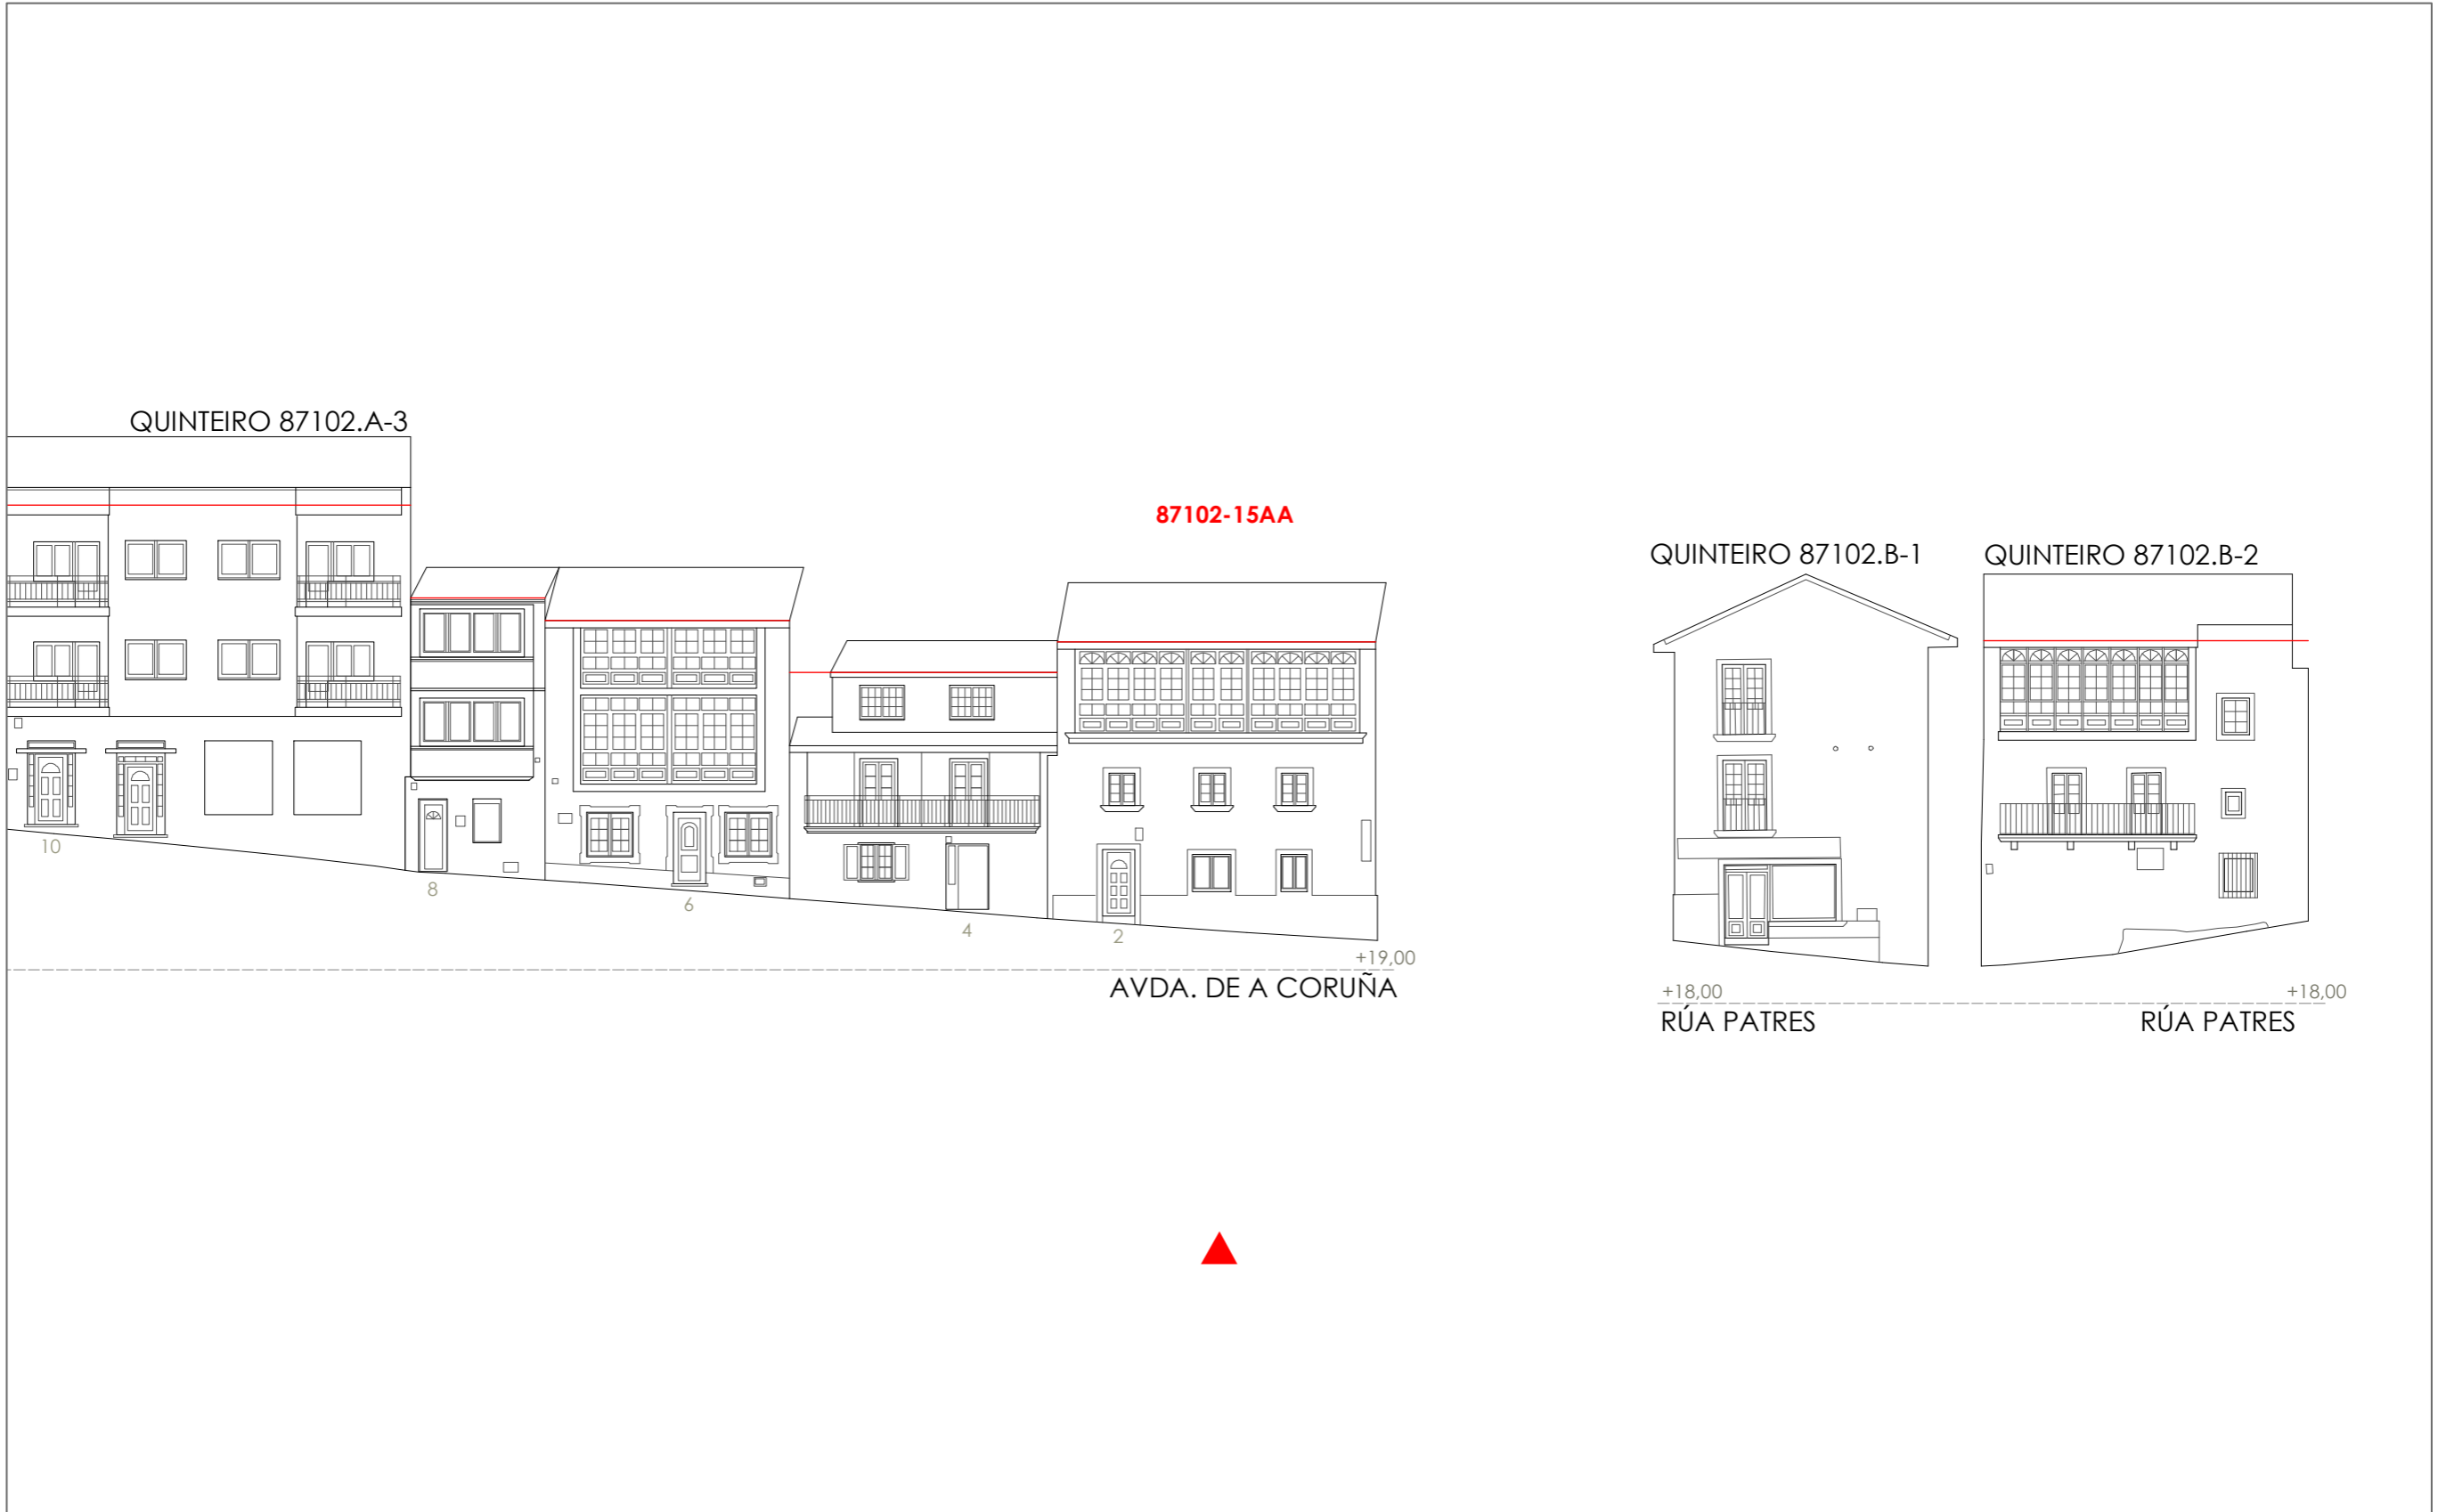 QUINTEIRO 87102.A-3
87102-15AA
QUINTEIRO 87102.B-1
QUINTEIRO 87102.B-2
10
8
6
4
2
+19,00
AVDA. DE A CORUÑA
+18,00
+18,00
RÚA PATRES
RÚA PATRES